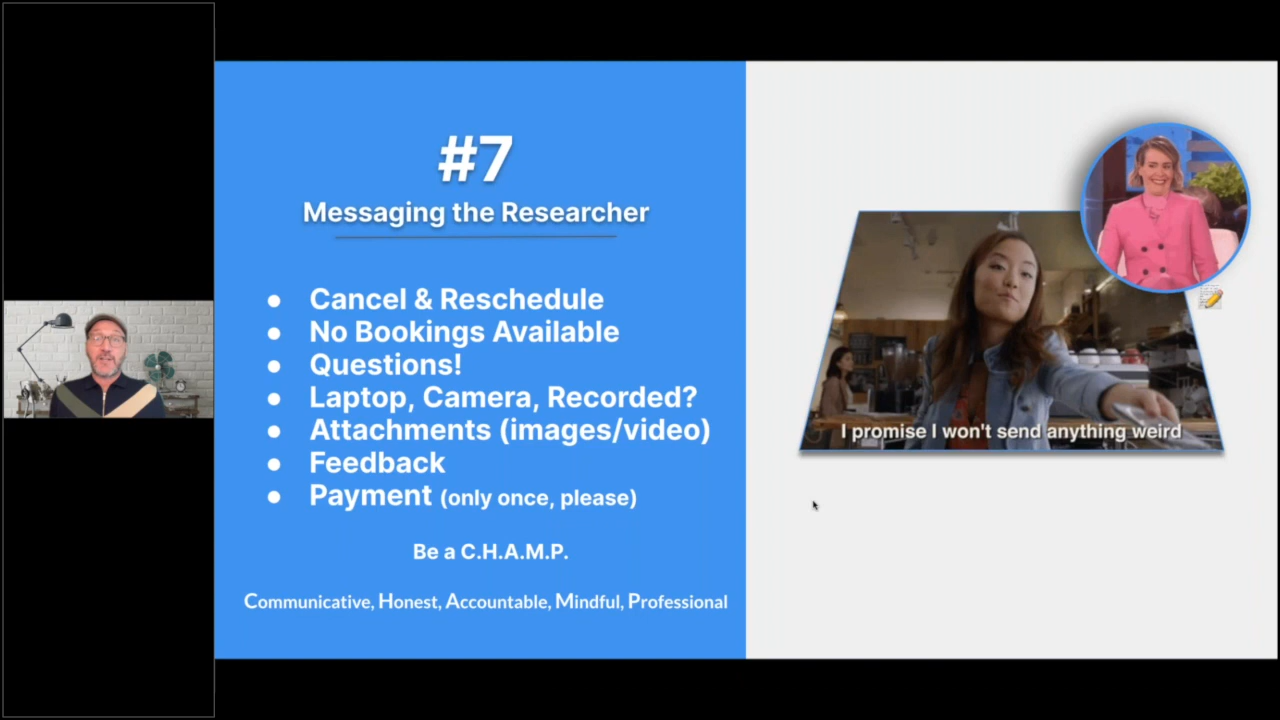 #7
Messaging the Researcher
● Cancel & Reschedule
● No Bookings Available
● Questions!
● Laptop, Camera, Recorded?
● Attachments (images/video)
● Feedback
● Payment (only once, please)
Be a C.H.A.M.P.
Communicative, Honest, Accountable, Mindful, Professional
I promise I won't send anything weird